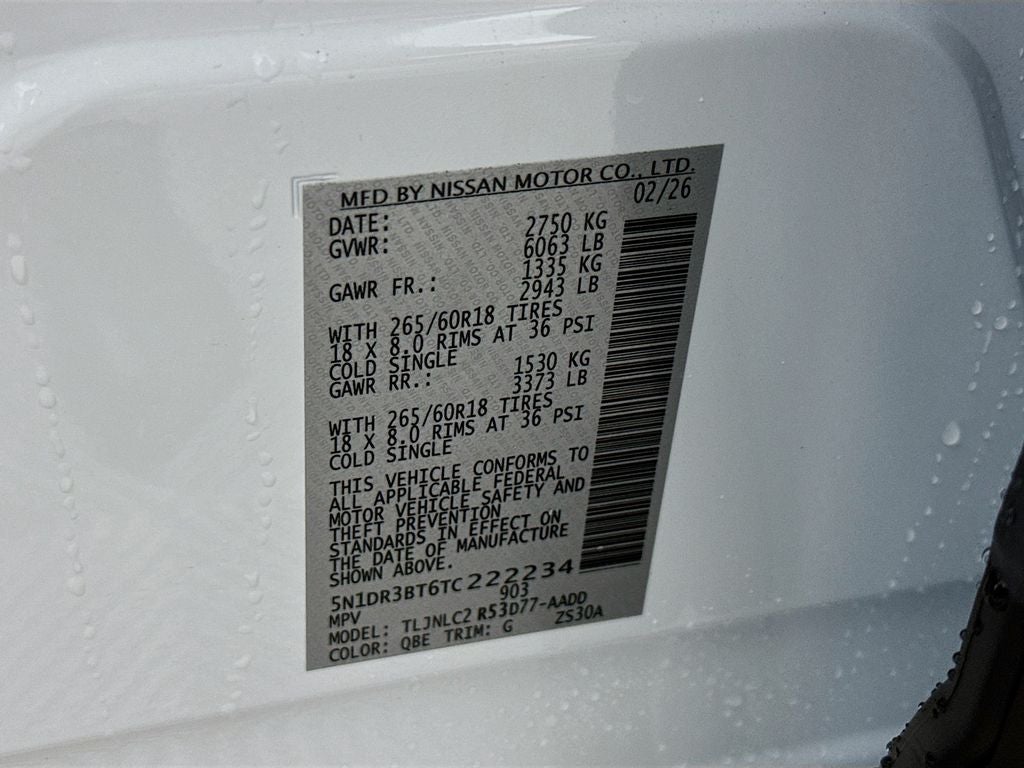 MFD BY NISSAN MOTOR CO., LTD.
DATE: 02/26
GVWR: 2750 KG
6063 LB
GAWR FR.: 1335 KG
2943 LB
WITH 265/60R18 TIRES
18 X 8.0 RIMS AT 36 PSI
COLD SINGLE
GAWR RR.: 1530 KG
3373 LB
WITH 265/60R18 TIRES
18 X 8.0 RIMS AT 36 PSI
COLD SINGLE
THIS VEHICLE CONFORMS TO
ALL APPLICABLE FEDERAL
MOTOR VEHICLE SAFETY AND
THEFT PREVENTION
STANDARDS IN EFFECT ON
THE DATE OF MANUFACTURE
SHOWN ABOVE.
5N1DR3BT6TC222234
MPV 903
MODEL: TLJNLC2 R53D77-AADD
COLOR: QBE TRIM: G ZS30A